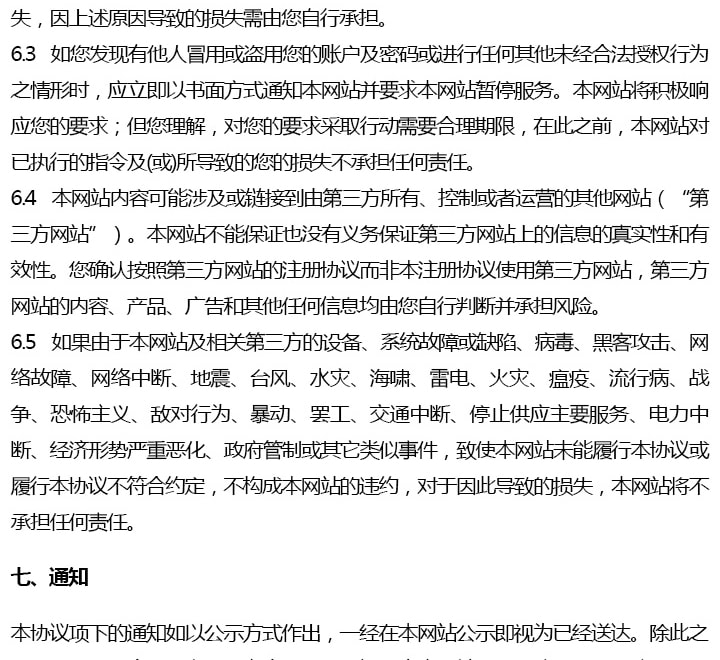 失，因上述原因导致的损失需由您自行承担。
6.3 如您发现有他人冒用或盗用您的账户及密码或进行任何其他未经合法授权行为
之情形时，应立即以书面方式通知本网站并要求本网站暂停服务。本网站将积极响
应您的要求；但您理解，对您的要求采取行动需要合理期限，在此之前，本网站对
已执行的指令及(或)所导致的您的损失不承担任何责任。
6.4 本网站内容可能涉及或链接到由第三方所有、控制或者运营的其他网站（“第
三方网站”）。本网站不能保证也没有义务保证第三方网站上的信息的真实性和有
效性。您确认按照第三方网站的注册协议而非本注册协议使用第三方网站，第三方
网站的内容、产品、广告和其他任何信息均由您自行判断并承担风险。
6.5 如果由于本网站及相关第三方的设备、系统故障或缺陷、病毒、黑客攻击、网
络故障、网络中断、地震、台风、水灾、海啸、雷电、火灾、瘟疫、流行病、战
争、恐怖主义、敌对行为、暴动、罢工、交通中断、停止供应主要服务、电力中
断、经济形势严重恶化、政府管制或其它类似事件，致使本网站未能履行本协议或
履行本协议不符合约定，不构成本网站的违约，对于因此导致的损失，本网站将不
承担任何责任。
七、通知
本协议项下的通知如以公示方式作出，一经在本网站公示即视为已经送达。除此之